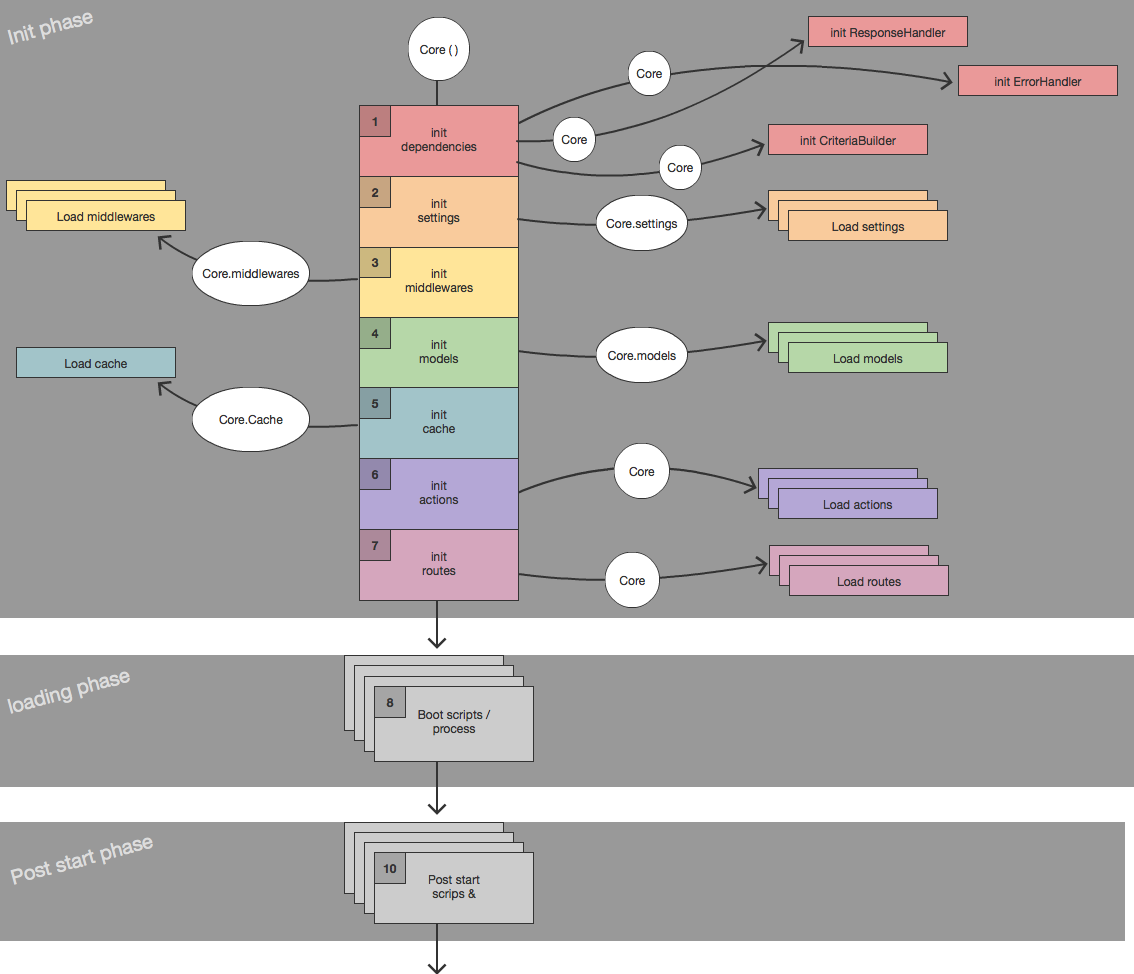 Init phase
Core ( )
init ResponseHandler
Core
init ErrorHandler
1
init
dependencies
Core
init CriteriaBuilder
Core
2
init
settings
Core.settings
Load settings
Load middlewares
3
init
middlewares
Core.middlewares
4
init
models
Core.models
Load models
Load cache
5
init
cache
Core.Cache
6
init
actions
Core
Load actions
7
init
routes
Core
Load routes
loading phase
8
Boot scripts /
process
Post start phase
10
Post start
scrips &